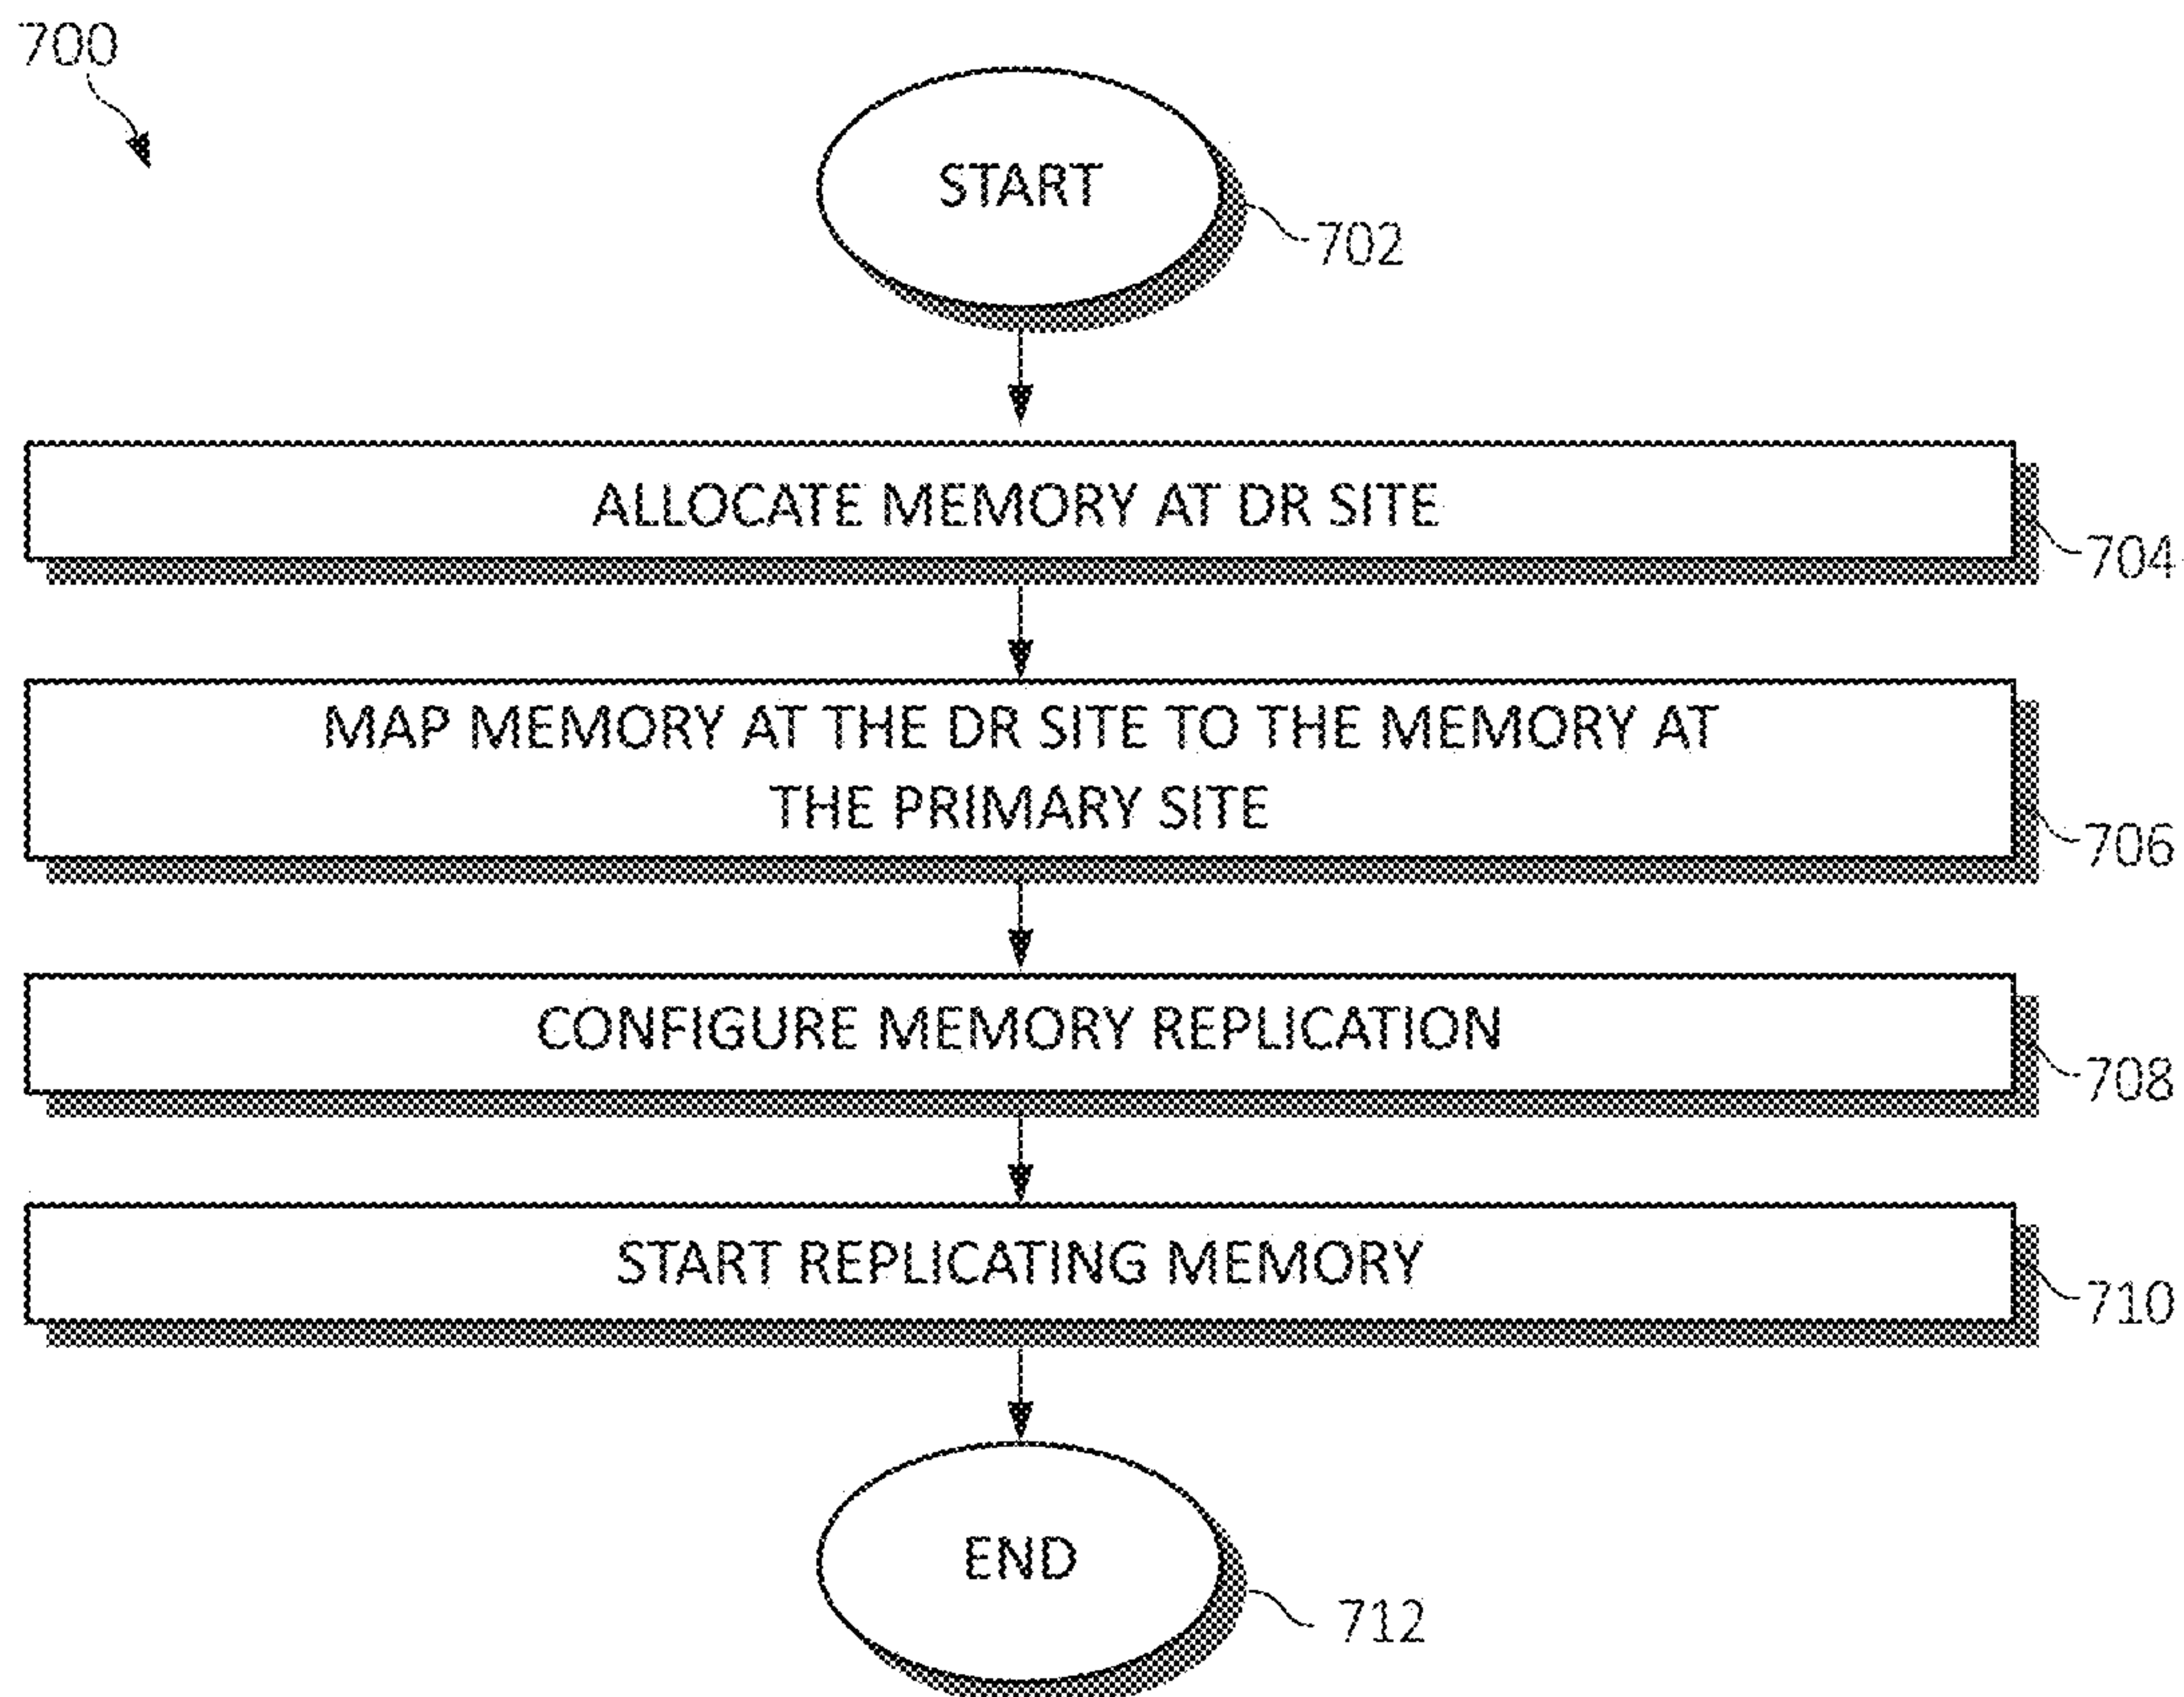 700
START
702
ALLOCATE MEMORY AT DR SITE
704
MAP MEMORY AT THE DR SITE TO THE MEMORY AT
THE PRIMARY SITE
706
CONFIGURE MEMORY REPLICATION
708
START REPLICATING MEMORY
710
END
712